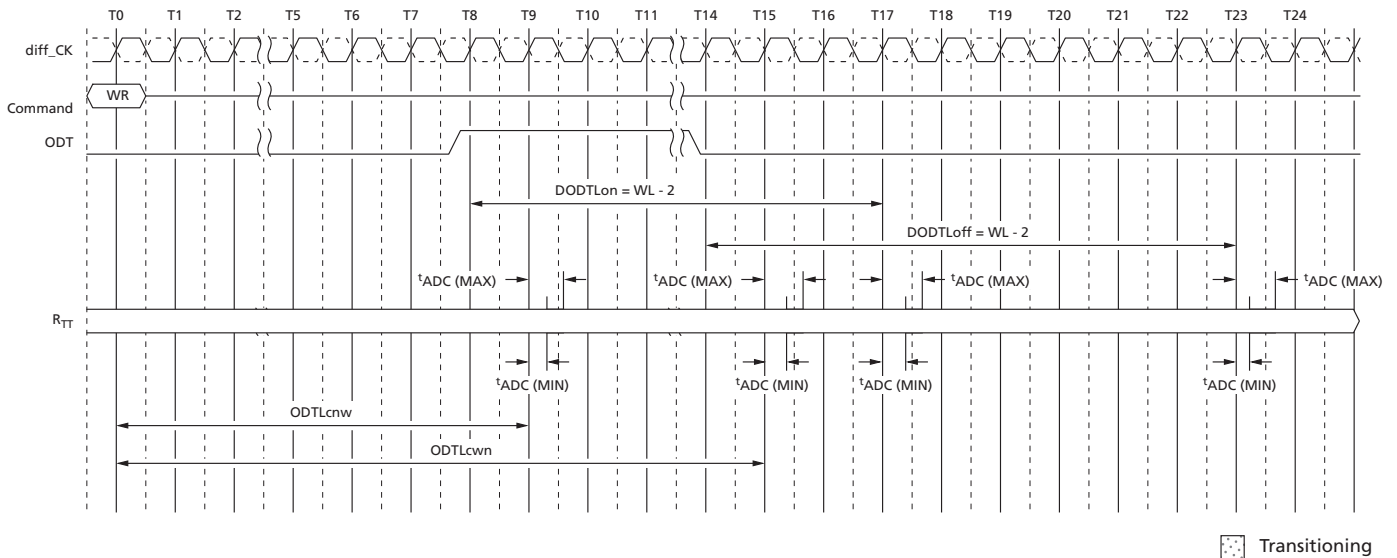 T0 T1 T2 T5 T6 T7 T8 T9 T10 T11 T14 T15 T16 T17 T18 T19 T20 T21 T22 T23 T24
diff_CK
WR
Command
ODT
DODTLon = WL - 2
DODTLoff = WL - 2
tADC (MAX) tADC (MAX) tADC (MAX) tADC (MAX)
RTT
tADC (MIN) tADC (MIN) tADC (MIN) tADC (MIN)
ODTLcnw
ODTLcwn
Transitioning